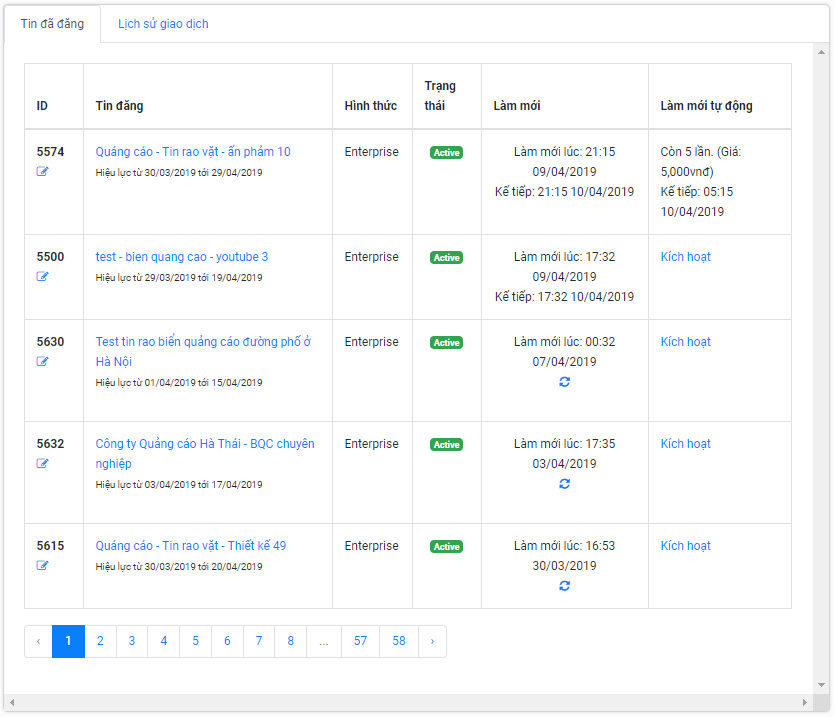 Tin đã đăng
Lịch sử giao dịch
ID
Tin đăng
Hình thức
Trạng
thái
Làm mới
Làm mới tự động
5574
Quảng cáo - Tin rao vặt - ấn phẩm 10
Hiệu lực từ 30/03/2019 tới 29/04/2019
Enterprise
Active
Làm mới lúc: 21:15
09/04/2019
Kế tiếp: 21:15 10/04/2019
Còn 5 lần. (Giá:
5,000vnđ)
Kế tiếp: 05:15
10/04/2019
5500
test - bien quang cao - youtube 3
Hiệu lực từ 29/03/2019 tới 19/04/2019
Enterprise
Active
Làm mới lúc: 17:32
09/04/2019
Kế tiếp: 17:32 10/04/2019
Kích hoạt
5630
Test tin rao biển quảng cáo đường phố ở
Hà Nội
Hiệu lực từ 01/04/2019 tới 15/04/2019
Enterprise
Active
Làm mới lúc: 00:32
07/04/2019
Kích hoạt
5632
Công ty Quảng cáo Hà Thái - BQC chuyên
nghiệp
Hiệu lực từ 03/04/2019 tới 17/04/2019
Enterprise
Active
Làm mới lúc: 17:35
03/04/2019
Kích hoạt
5615
Quảng cáo - Tin rao vặt - Thiết kế 49
Hiệu lực từ 30/03/2019 tới 20/04/2019
Enterprise
Active
Làm mới lúc: 16:53
30/03/2019
Kích hoạt
‹ 1 2 3 4 5 6 7 8 ... 57 58 ›